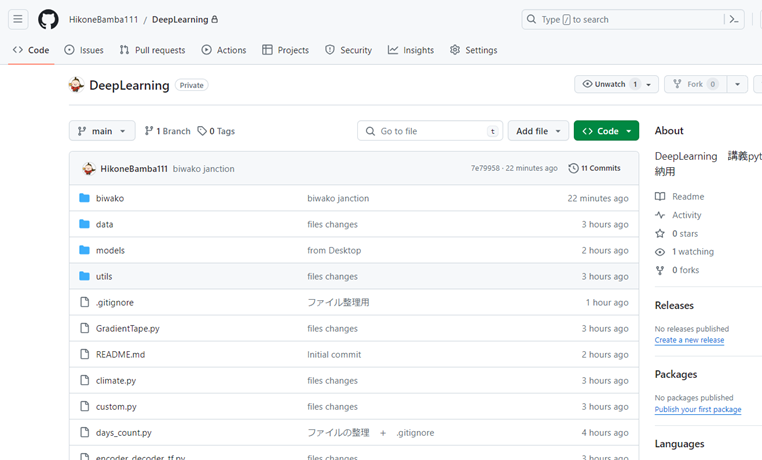 HikoneBamba111 / DeepLearning
Type / to search
Code Issues Pull requests Actions Projects Security Insights Settings
DeepLearning Private
Unwatch 1 Fork 0
main 1 Branch 0 Tags
Go to file t
Add file Code
HikoneBamba111 biwako janction 7e79958 · 22 minutes ago 11 Commits
biwako biwako janction 22 minutes ago
data files changes 3 hours ago
models from Desktop 2 hours ago
utils files changes 3 hours ago
.gitignore ファイル整理用 1 hour ago
GradientTape.py files changes 3 hours ago
README.md Initial commit 2 hours ago
climate.py files changes 3 hours ago
custom.py files changes 3 hours ago
days_count.py ファイルの整理 + .gitignore 4 hours ago
encoder_decoder_tf.py files changes 3 hours ago
About
DeepLearning 講義pyt
納用
Readme
Activity
0 stars
1 watching
0 forks
Releases
No releases published
Create a new release
Packages
No packages published
Publish your first package
Languages